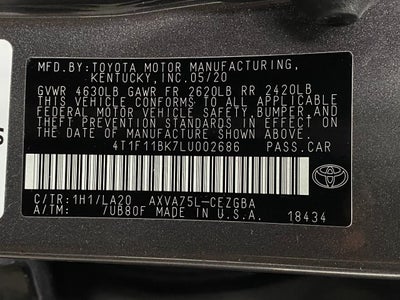 MFD.BY:TOYOTA MOTOR MANUFACTURING,
KENTUCKY,INC.05/20
GVWR 4630LB GAWR FR 2620LB RR 2420LB
THIS VEHICLE CONFORMS TO ALL APPLICABLE
FEDERAL MOTOR VEHICLE SAFETY,BUMPER,AND
THEFT PREVENTION STANDARDS IN EFFECT ON
THE DATE OF MANUFACTURE SHOWN ABOVE.
4T1F11BK7LU002686 PASS.CAR
C/TR:1H1/LA20 AXVA75L-CEZGBA
A/TM: /UB80F MADE IN U.S.A. 18434